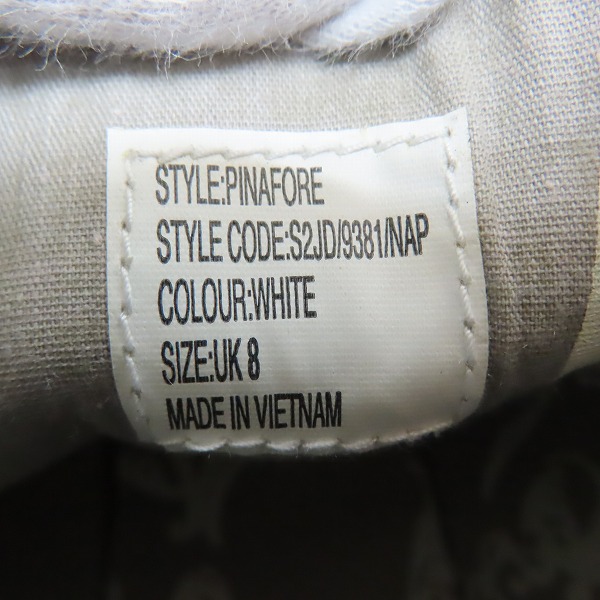 STYLE:PINAFORE
STYLE CODE:S2JD/9381/NAP
COLOUR:WHITE
SIZE:UK 8
MADE IN VIETNAM